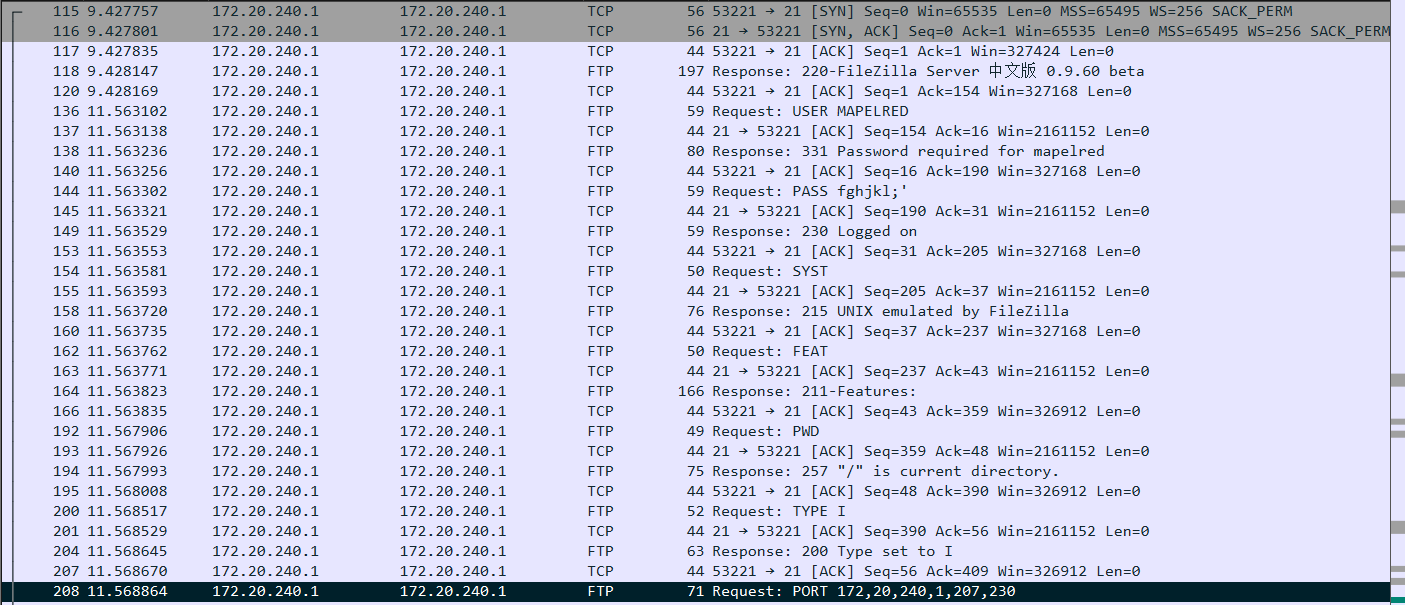 115 9.427757 172.20.240.1 172.20.240.1 TCP 56 53221 → 21 [SYN] Seq=0 Win=65535 Len=0 MSS=65495 WS=256 SACK_PERM
116 9.427801 172.20.240.1 172.20.240.1 TCP 56 21 → 53221 [SYN, ACK] Seq=0 Ack=1 Win=65535 Len=0 MSS=65495 WS=256 SACK_PERM
117 9.427835 172.20.240.1 172.20.240.1 TCP 44 53221 → 21 [ACK] Seq=1 Ack=1 Win=327424 Len=0
118 9.428147 172.20.240.1 172.20.240.1 FTP 197 Response: 220-FileZilla Server 中文版 0.9.60 beta
120 9.428169 172.20.240.1 172.20.240.1 TCP 44 53221 → 21 [ACK] Seq=1 Ack=154 Win=327168 Len=0
136 11.563102 172.20.240.1 172.20.240.1 FTP 59 Request: USER MAPELRED
137 11.563138 172.20.240.1 172.20.240.1 TCP 44 21 → 53221 [ACK] Seq=154 Ack=16 Win=2161152 Len=0
138 11.563236 172.20.240.1 172.20.240.1 FTP 80 Response: 331 Password required for mapelred
140 11.563256 172.20.240.1 172.20.240.1 TCP 44 53221 → 21 [ACK] Seq=16 Ack=190 Win=327168 Len=0
144 11.563302 172.20.240.1 172.20.240.1 FTP 59 Request: PASS fghjkl;'
145 11.563321 172.20.240.1 172.20.240.1 TCP 44 21 → 53221 [ACK] Seq=190 Ack=31 Win=2161152 Len=0
149 11.563529 172.20.240.1 172.20.240.1 FTP 59 Response: 230 Logged on
153 11.563553 172.20.240.1 172.20.240.1 TCP 44 53221 → 21 [ACK] Seq=31 Ack=205 Win=327168 Len=0
154 11.563581 172.20.240.1 172.20.240.1 FTP 50 Request: SYST
155 11.563593 172.20.240.1 172.20.240.1 TCP 44 21 → 53221 [ACK] Seq=205 Ack=37 Win=2161152 Len=0
158 11.563720 172.20.240.1 172.20.240.1 FTP 76 Response: 215 UNIX emulated by FileZilla
160 11.563735 172.20.240.1 172.20.240.1 TCP 44 53221 → 21 [ACK] Seq=37 Ack=237 Win=327168 Len=0
162 11.563762 172.20.240.1 172.20.240.1 FTP 50 Request: FEAT
163 11.563771 172.20.240.1 172.20.240.1 TCP 44 21 → 53221 [ACK] Seq=237 Ack=43 Win=2161152 Len=0
164 11.563823 172.20.240.1 172.20.240.1 FTP 166 Response: 211-Features:
166 11.563835 172.20.240.1 172.20.240.1 TCP 44 53221 → 21 [ACK] Seq=43 Ack=359 Win=326912 Len=0
192 11.567906 172.20.240.1 172.20.240.1 FTP 49 Request: PWD
193 11.567926 172.20.240.1 172.20.240.1 TCP 44 21 → 53221 [ACK] Seq=359 Ack=48 Win=2161152 Len=0
194 11.567993 172.20.240.1 172.20.240.1 FTP 75 Response: 257 "/" is current directory.
195 11.568008 172.20.240.1 172.20.240.1 TCP 44 53221 → 21 [ACK] Seq=48 Ack=390 Win=326912 Len=0
200 11.568517 172.20.240.1 172.20.240.1 FTP 52 Request: TYPE I
201 11.568529 172.20.240.1 172.20.240.1 TCP 44 21 → 53221 [ACK] Seq=390 Ack=56 Win=2161152 Len=0
204 11.568645 172.20.240.1 172.20.240.1 FTP 63 Response: 200 Type set to I
207 11.568670 172.20.240.1 172.20.240.1 TCP 44 53221 → 21 [ACK] Seq=56 Ack=409 Win=326912 Len=0
208 11.568864 172.20.240.1 172.20.240.1 FTP 71 Request: PORT 172,20,240,1,207,230